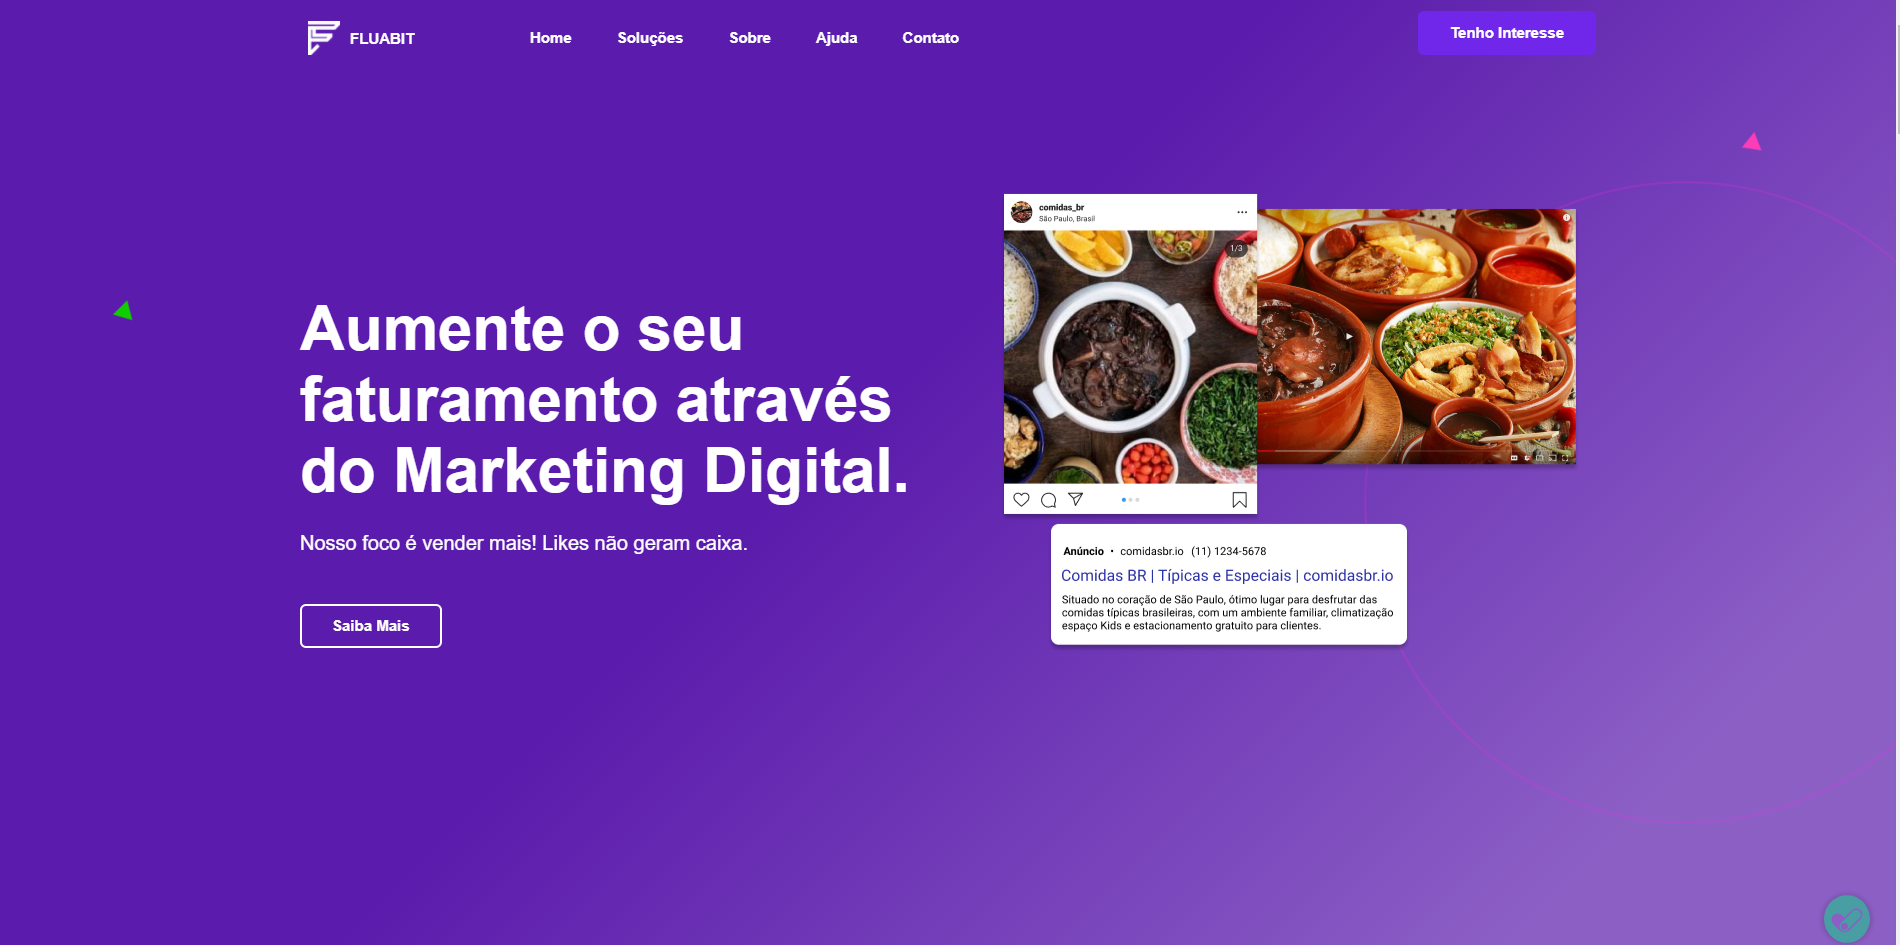 FLUABIT
Home
Soluções
Sobre
Ajuda
Contato
Tenho Interesse
comidas_br
São Paulo, Brasil
1/3
Aumente o seu
faturamento através
do Marketing Digital.
Nosso foco é vender mais! Likes não geram caixa.
Saiba Mais
Anúncio • comidasbr.io (11) 1234-5678
Comidas BR | Típicas e Especiais | comidasbr.io
Situado no coração de São Paulo, ótimo lugar para desfrutar das
comidas típicas brasileiras, com um ambiente familiar, climatização
espaço Kids e estacionamento gratuito para clientes.